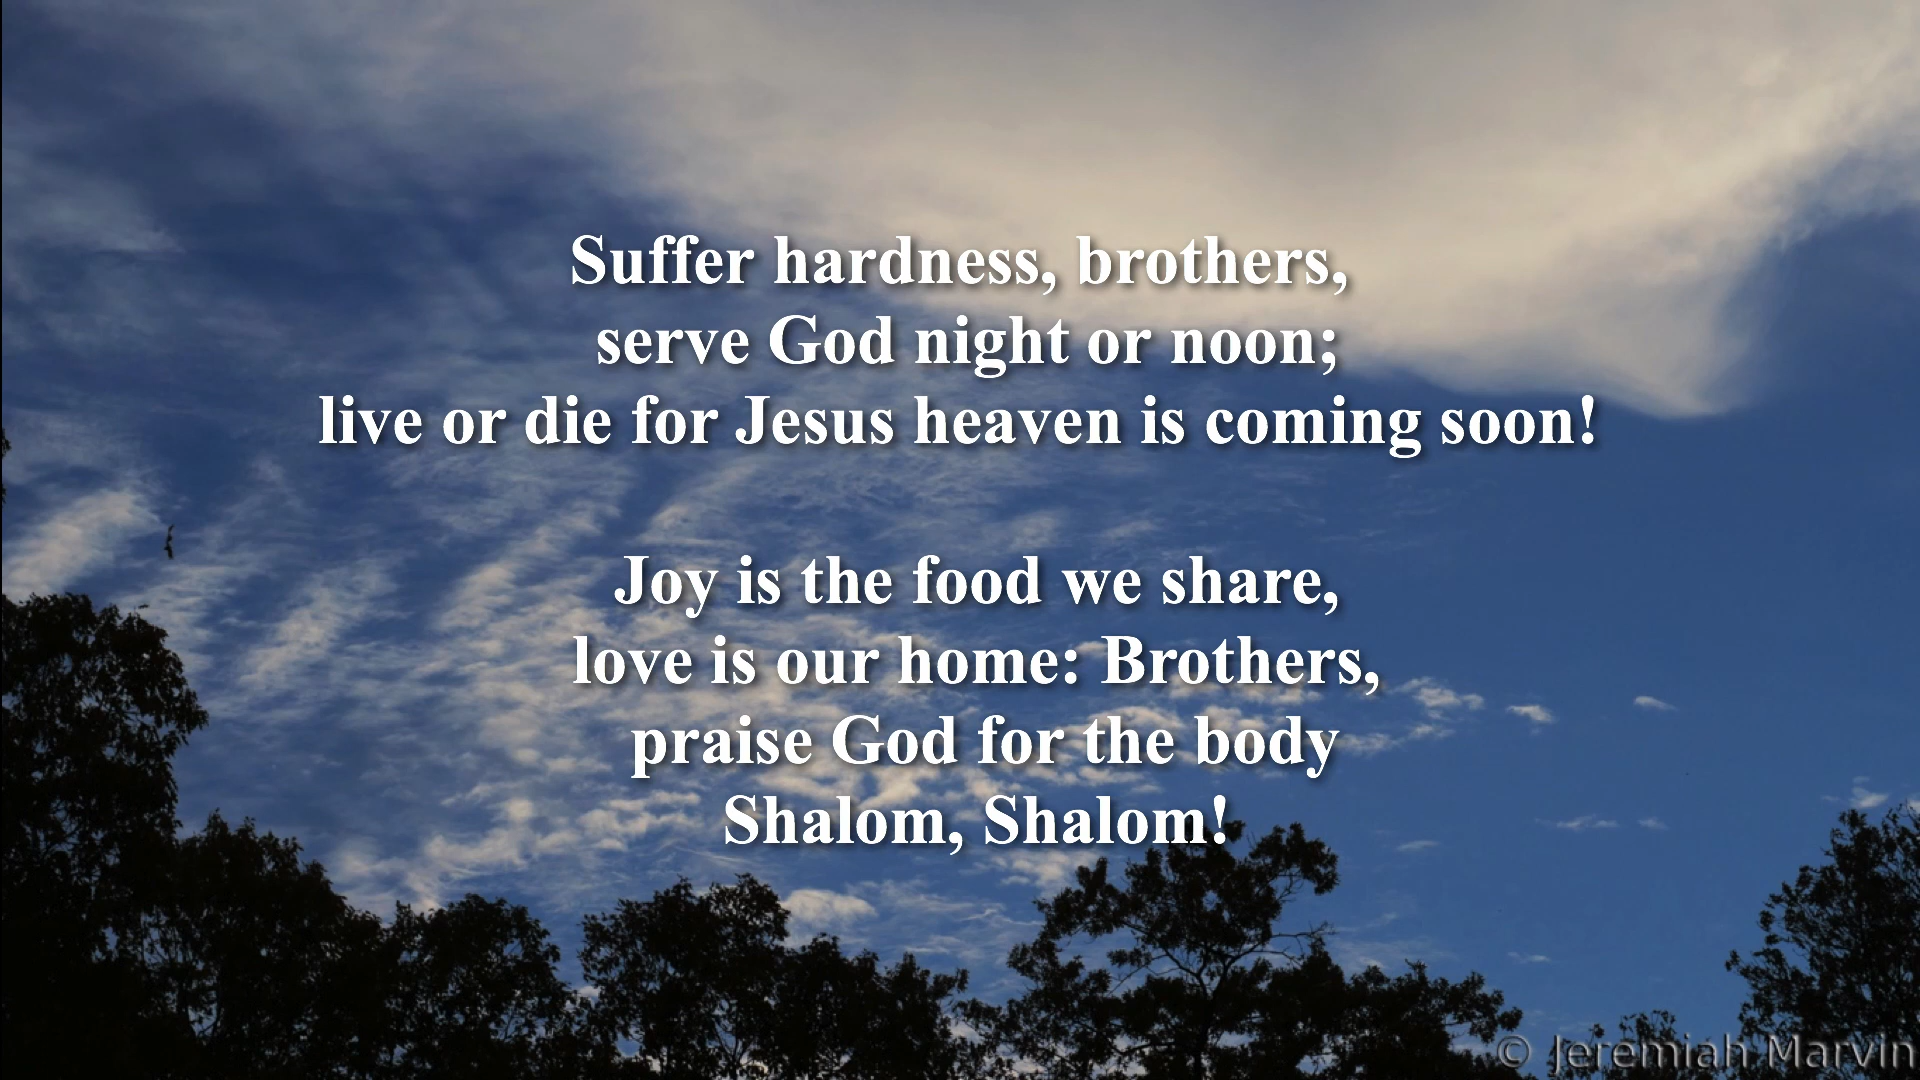 Suffer hardness, brothers,
serve God night or noon;
live or die for Jesus heaven is coming soon!
Joy is the food we share,
love is our home: Brothers,
praise God for the body
Shalom, Shalom!
© Jeremiah Marvin